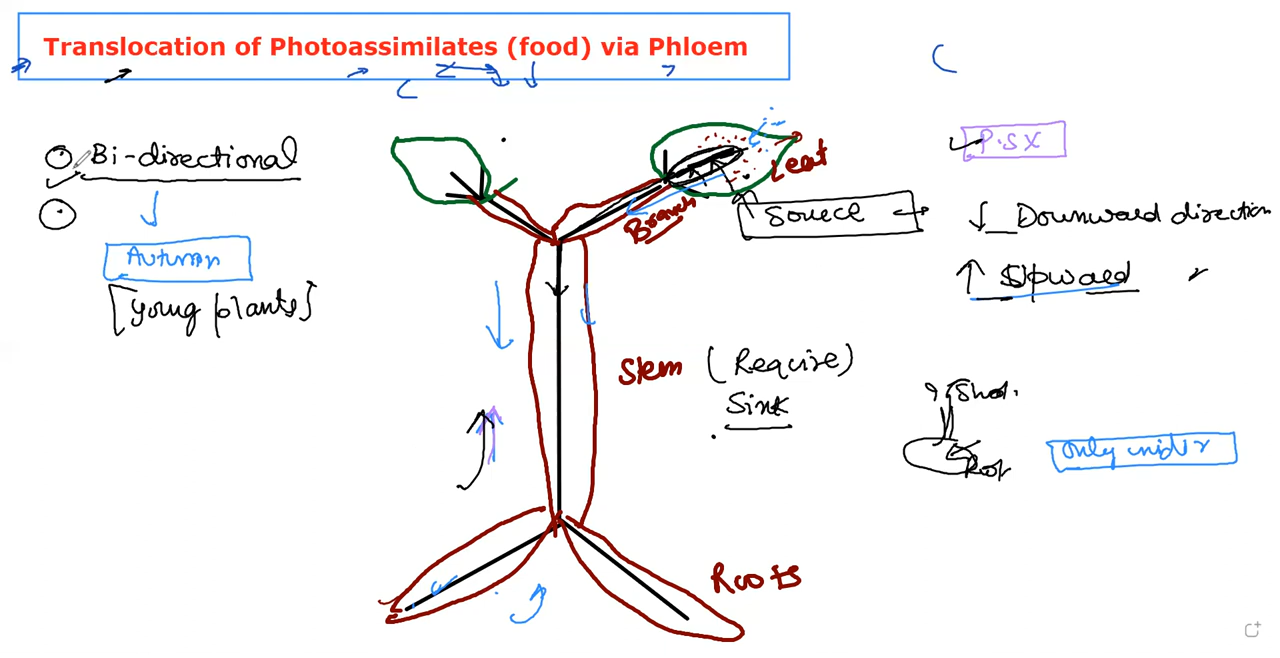 Translocation of Photoassimilates (food) via Phloem
Bi-directional
Autumn
[Young plants]
Leaf
Branch
Source
P.SX
↓ Downward direction
↑ Upward
Stem (Require)
Sink
Root
Roots